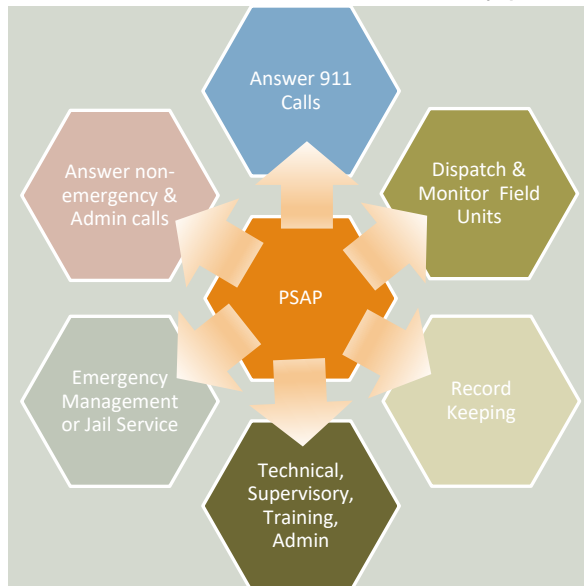 Answer 911
Calls
Answer non-
emergency &
Admin calls
Dispatch &
Monitor Field
Units
PSAP
Emergency
Management
or Jail Service
Record
Keeping
Technical,
Supervisory,
Training,
Admin